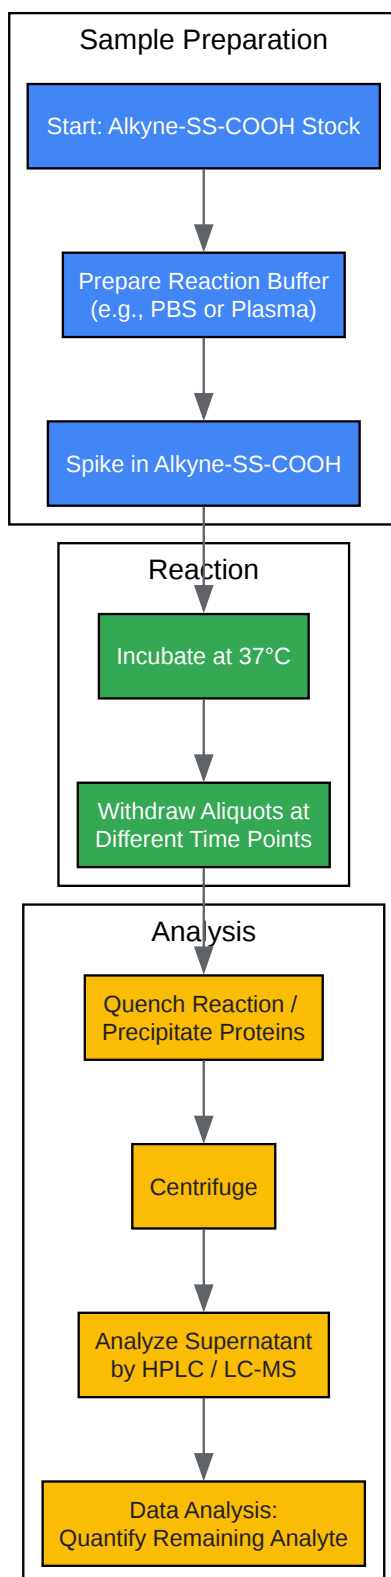 Sample Preparation
Start: Alkyne-SS-COOH Stock
Prepare Reaction Buffer
(e.g., PBS or Plasma)
Spike in Alkyne-SS-COOH
Reaction
Incubate at 37°C
Withdraw Aliquots at
Different Time Points
Analysis
Quench Reaction /
Precipitate Proteins
Centrifuge
Analyze Supernatant
by HPLC / LC-MS
Data Analysis:
Quantify Remaining Analyte